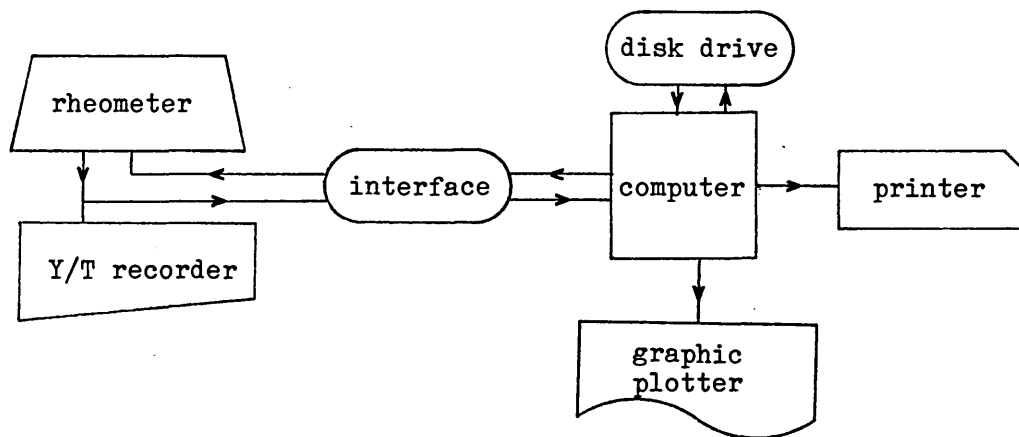 disk drive
rheometer
interface
computer
printer
Y/T recorder
graphic
plotter